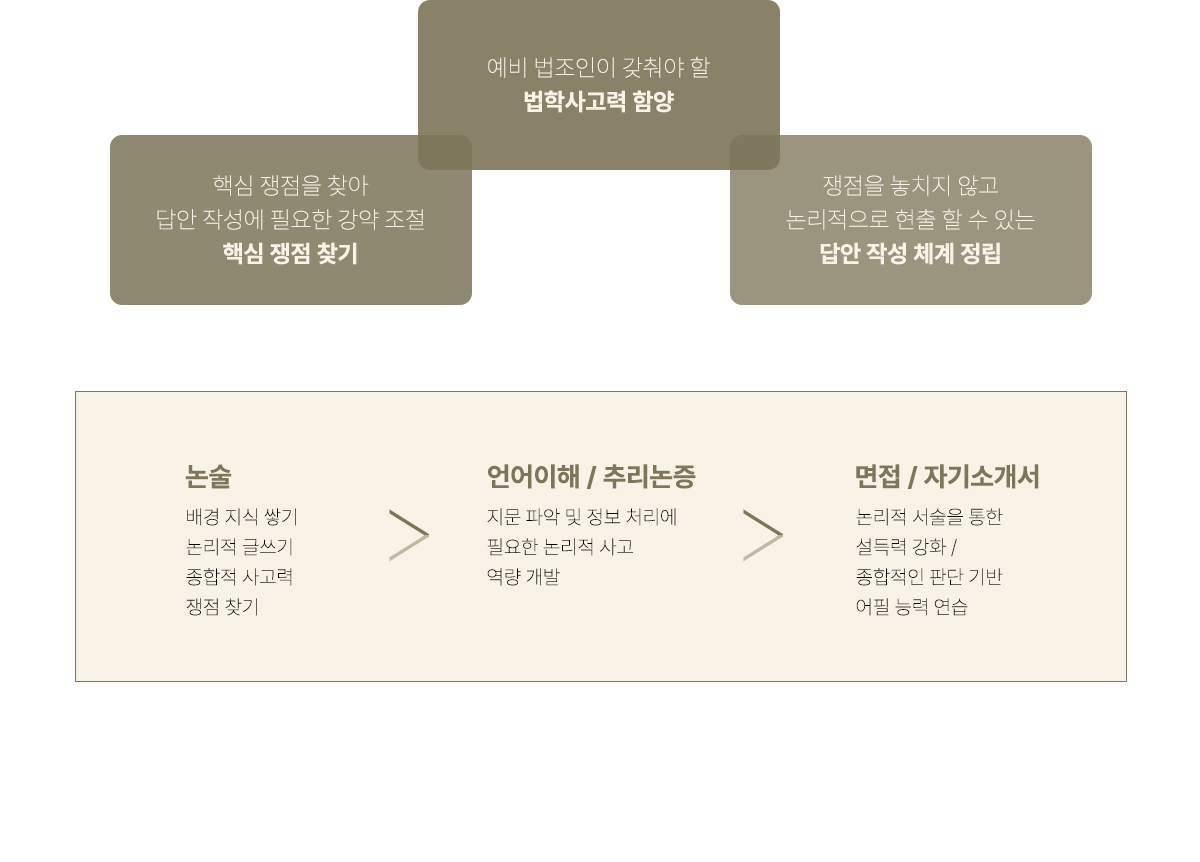 예비 법조인이 갖춰야 할
법학사고력 함양
핵심 쟁점을 찾아
답안 작성에 필요한 강약 조절
핵심 쟁점 찾기
쟁점을 놓치지 않고
논리적으로 현출 할 수 있는
답안 작성 체계 정립
논술
배경 지식 쌓기
논리적 글쓰기
종합적 사고력
쟁점 찾기
언어이해 / 추리논증
지문 파악 및 정보 처리에
필요한 논리적 사고
역량 개발
면접 / 자기소개서
논리적 서술을 통한
설득력 강화 /
종합적인 판단 기반
어필 능력 연습